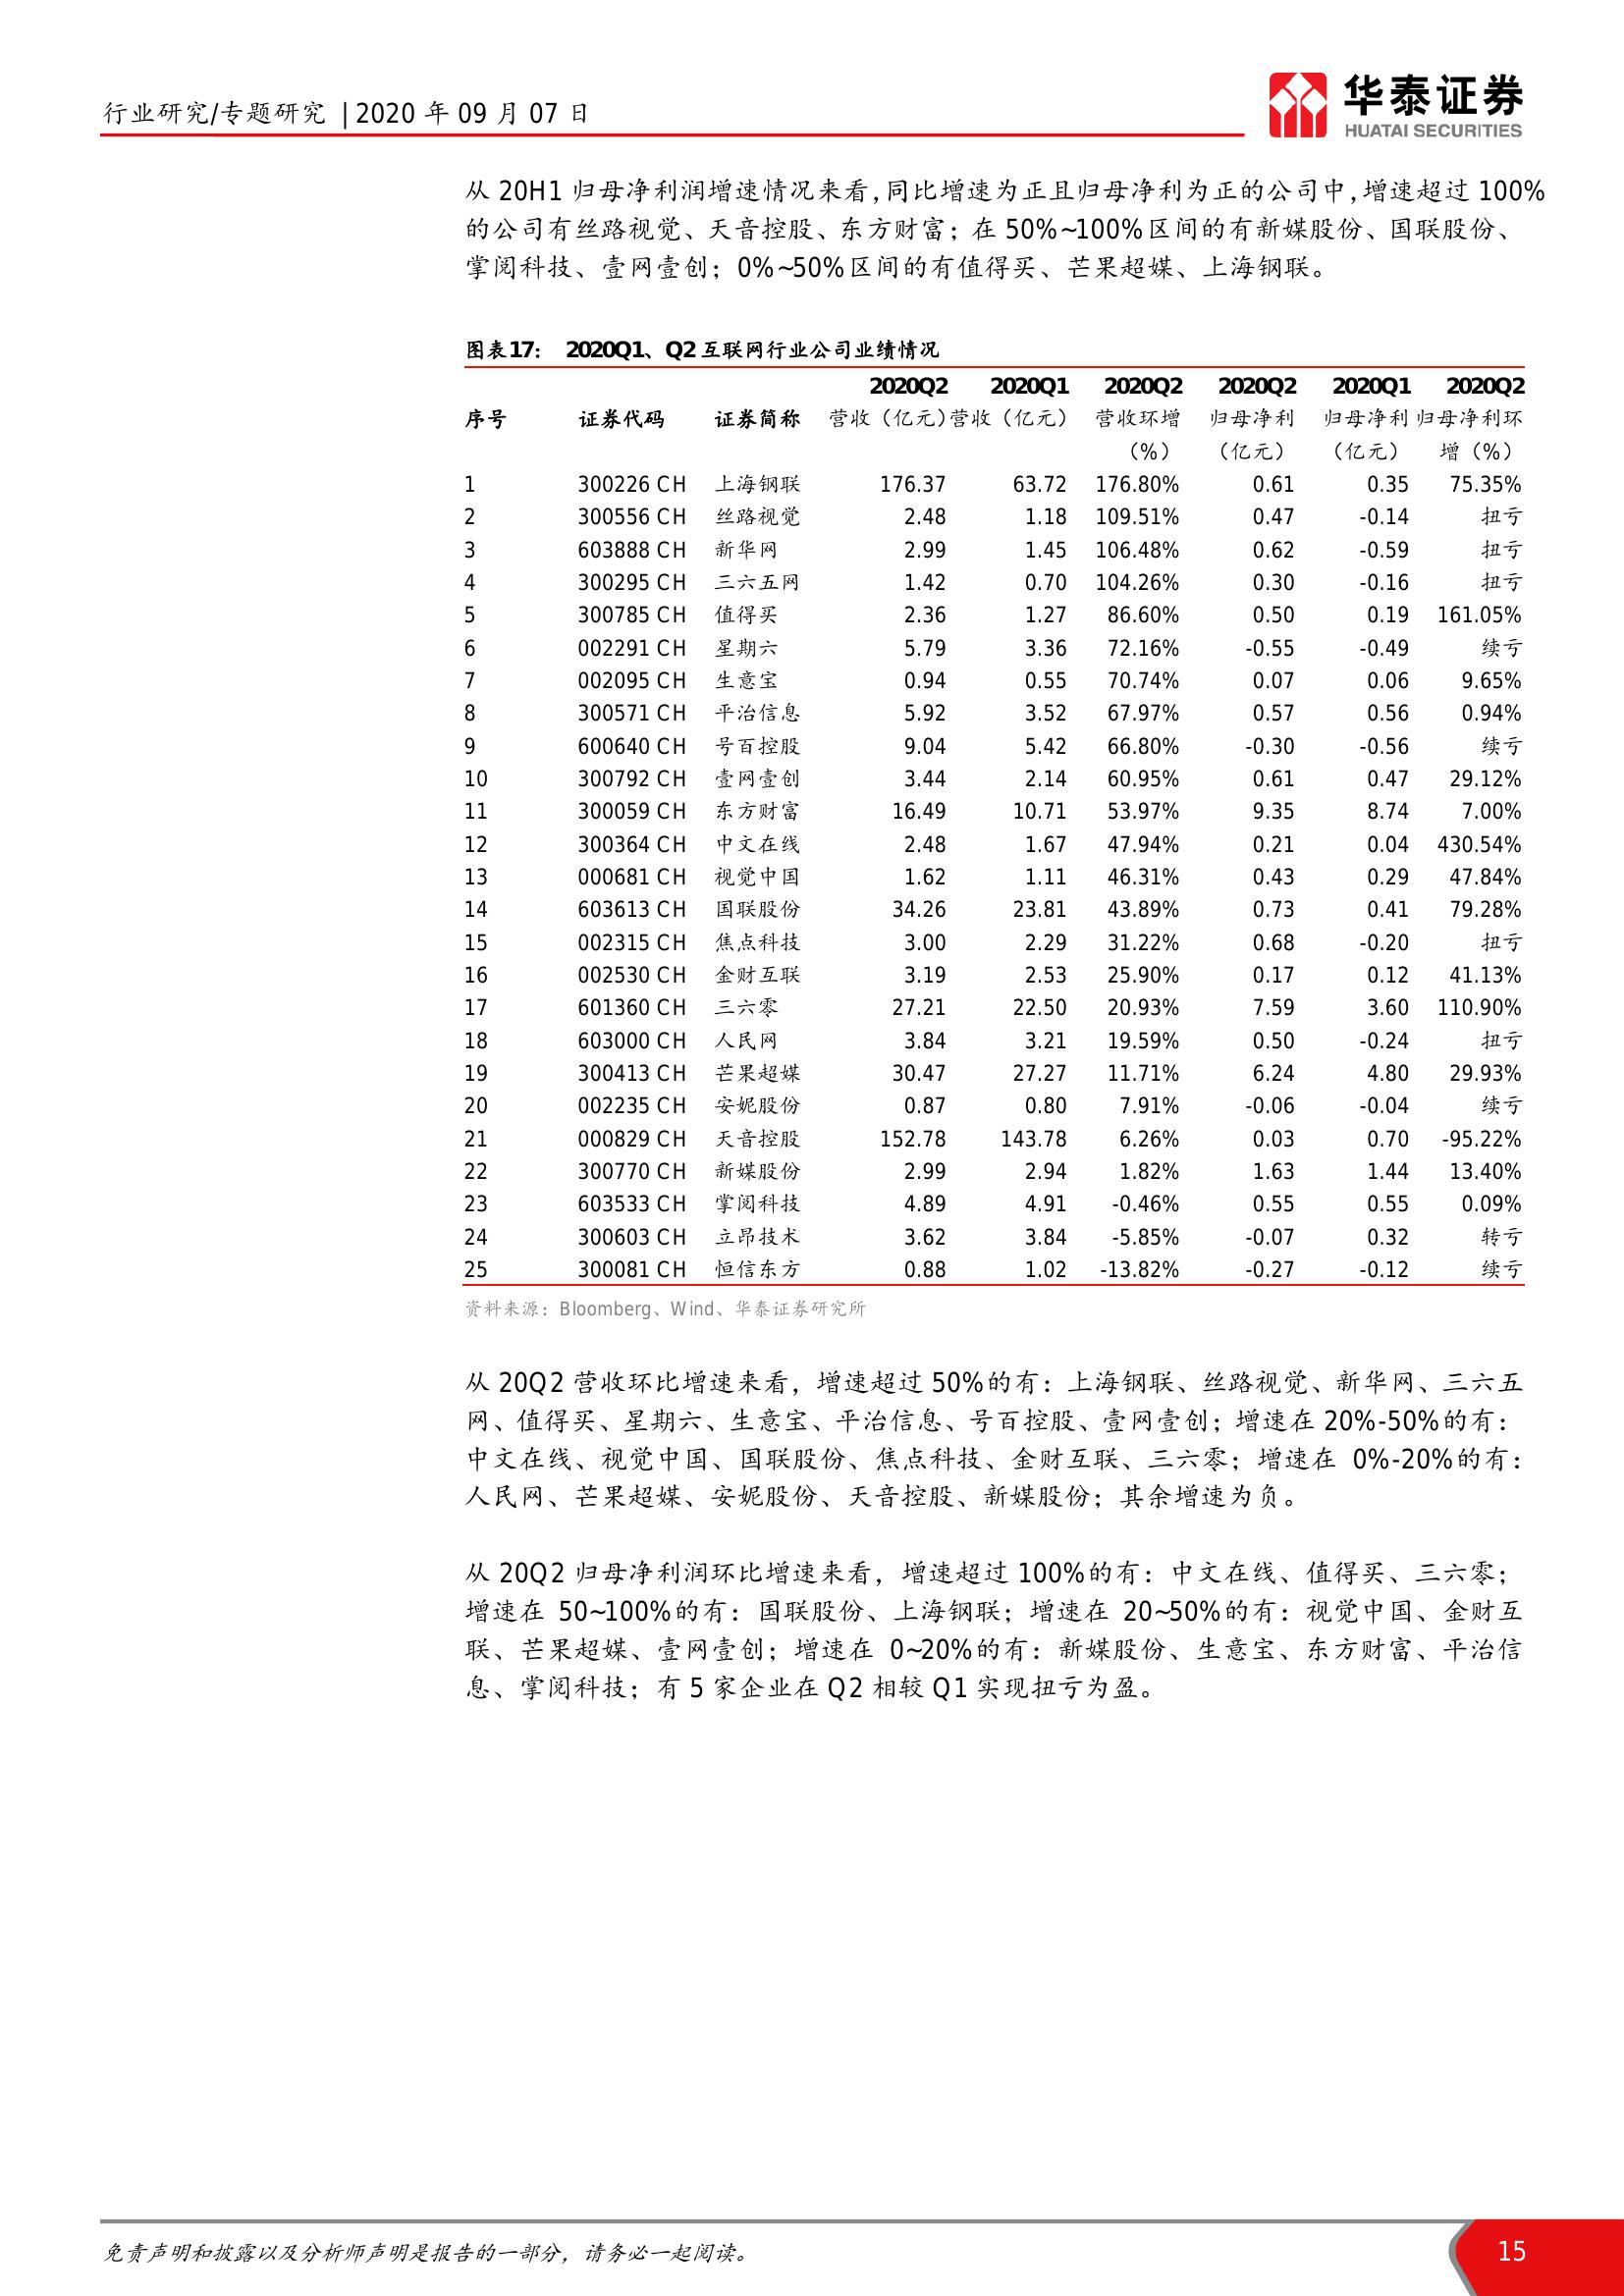 行业研究/专题研究 | 2020 年 09 月 07 日
华泰证券
HUATAI SECURITIES
从 20H1 归母净利润增速情况来看,同比增速为正且归母净利为正的公司中,增速超过 100%
的公司有丝路视觉、天音控股、东方财富；在 50%~100%区间的有新媒股份、国联股份、
掌阅科技、壹网壹创；0%~50%区间的有值得买、芒果超媒、上海钢联。
图表17： 2020Q1、Q2 互联网行业公司业绩情况
2020Q2 2020Q1 2020Q2 2020Q2 2020Q1 2020Q2
序号 证券代码 证券简称 营收（亿元）营收（亿元） 营收环增 归母净利 归母净利 归母净利环
（%） （亿元） （亿元） 增（%）
1 300226 CH 上海钢联 176.37 63.72 176.80% 0.61 0.35 75.35%
2 300556 CH 丝路视觉 2.48 1.18 109.51% 0.47 -0.14 扭亏
3 603888 CH 新华网 2.99 1.45 106.48% 0.62 -0.59 扭亏
4 300295 CH 三六五网 1.42 0.70 104.26% 0.30 -0.16 扭亏
5 300785 CH 值得买 2.36 1.27 86.60% 0.50 0.19 161.05%
6 002291 CH 星期六 5.79 3.36 72.16% -0.55 -0.49 续亏
7 002095 CH 生意宝 0.94 0.55 70.74% 0.07 0.06 9.65%
8 300571 CH 平治信息 5.92 3.52 67.97% 0.57 0.56 0.94%
9 600640 CH 号百控股 9.04 5.42 66.80% -0.30 -0.56 续亏
10 300792 CH 壹网壹创 3.44 2.14 60.95% 0.61 0.47 29.12%
11 300059 CH 东方财富 16.49 10.71 53.97% 9.35 8.74 7.00%
12 300364 CH 中文在线 2.48 1.67 47.94% 0.21 0.04 430.54%
13 000681 CH 视觉中国 1.62 1.11 46.31% 0.43 0.29 47.84%
14 603613 CH 国联股份 34.26 23.81 43.89% 0.73 0.41 79.28%
15 002315 CH 焦点科技 3.00 2.29 31.22% 0.68 -0.20 扭亏
16 002530 CH 金财互联 3.19 2.53 25.90% 0.17 0.12 41.13%
17 601360 CH 三六零 27.21 22.50 20.93% 7.59 3.60 110.90%
18 603000 CH 人民网 3.84 3.21 19.59% 0.50 -0.24 扭亏
19 300413 CH 芒果超媒 30.47 27.27 11.71% 6.24 4.80 29.93%
20 002235 CH 安妮股份 0.87 0.80 7.91% -0.06 -0.04 续亏
21 000829 CH 天音控股 152.78 143.78 6.26% 0.03 0.70 -95.22%
22 300770 CH 新媒股份 2.99 2.94 1.82% 1.63 1.44 13.40%
23 603533 CH 掌阅科技 4.89 4.91 -0.46% 0.55 0.55 0.09%
24 300603 CH 立昂技术 3.62 3.84 -5.85% -0.07 0.32 转亏
25 300081 CH 恒信东方 0.88 1.02 -13.82% -0.27 -0.12 续亏
资料来源：Bloomberg、Wind、华泰证券研究所
从 20Q2 营收环比增速来看，增速超过 50%的有：上海钢联、丝路视觉、新华网、三六五
网、值得买、星期六、生意宝、平治信息、号百控股、壹网壹创；增速在 20%-50%的有：
中文在线、视觉中国、国联股份、焦点科技、金财互联、三六零；增速在 0%-20%的有：
人民网、芒果超媒、安妮股份、天音控股、新媒股份；其余增速为负。
从 20Q2 归母净利润环比增速来看，增速超过 100%的有：中文在线、值得买、三六零；
增速在 50~100%的有：国联股份、上海钢联；增速在 20~50%的有：视觉中国、金财互
联、芒果超媒、壹网壹创；增速在 0~20%的有：新媒股份、生意宝、东方财富、平治信
息、掌阅科技；有 5 家企业在 Q2 相较 Q1 实现扭亏为盈。
免责声明和披露以及分析师声明是报告的一部分，请务必一起阅读。
15